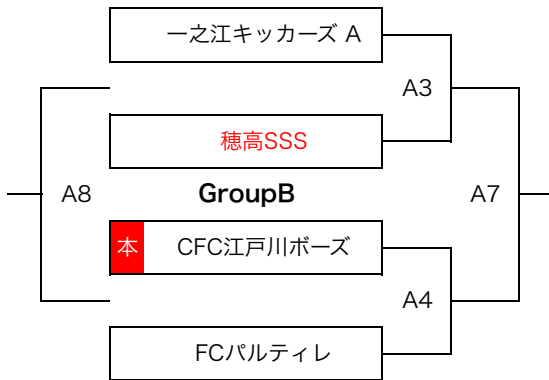 一之江キッカーズ A
A3
穂高SSS
A8
GroupB
A7
本
CFC江戸川ボーズ
A4
FCパルティレ